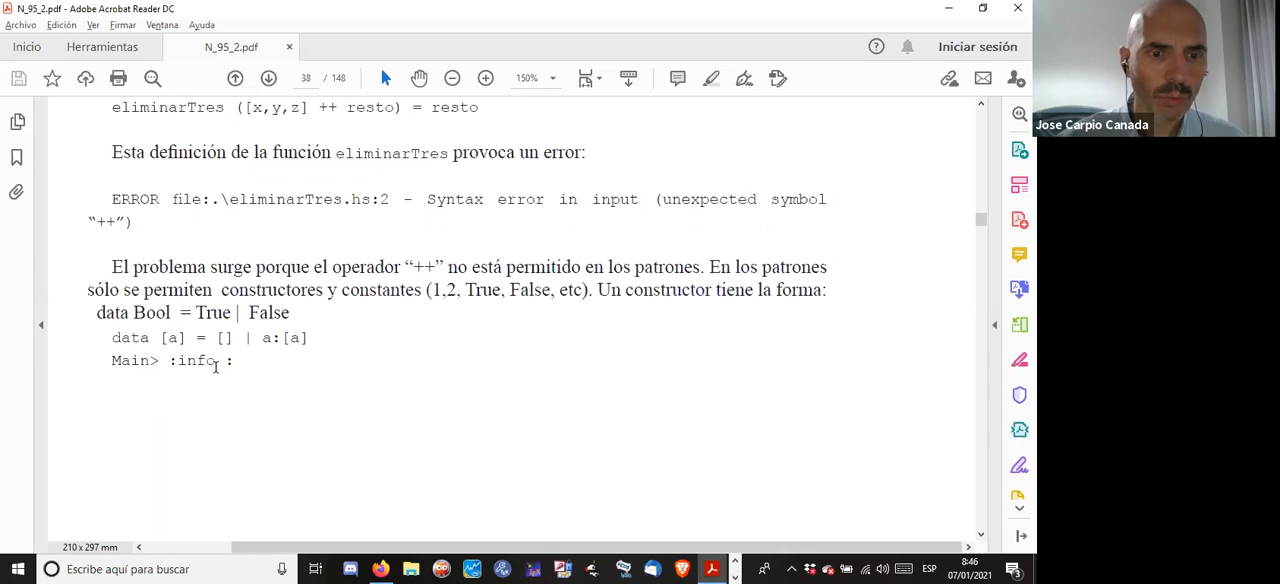 N_95_2.pdf - Adobe Acrobat Reader DC
Archivo Edición Ver Firmar Ventana Ayuda
Inicio Herramientas N_95_2.pdf × Iniciar sesión
38 / 148 150%
eliminarTres ([x,y,z] ++ resto) = resto
Esta definición de la función eliminarTres provoca un error:
ERROR file:.\eliminarTres.hs:2 - Syntax error in input (unexpected symbol
“++”)
El problema surge porque el operador “++” no está permitido en los patrones. En los patrones
sólo se permiten constructores y constantes (1,2, True, False, etc). Un constructor tiene la forma:
data Bool = True | False
data [a] = [] | a:[a]
Main> :info :
210 x 297 mm
Jose Carpio Canada
Escribe aquí para buscar
ESP
8:46
07/01/2021
3